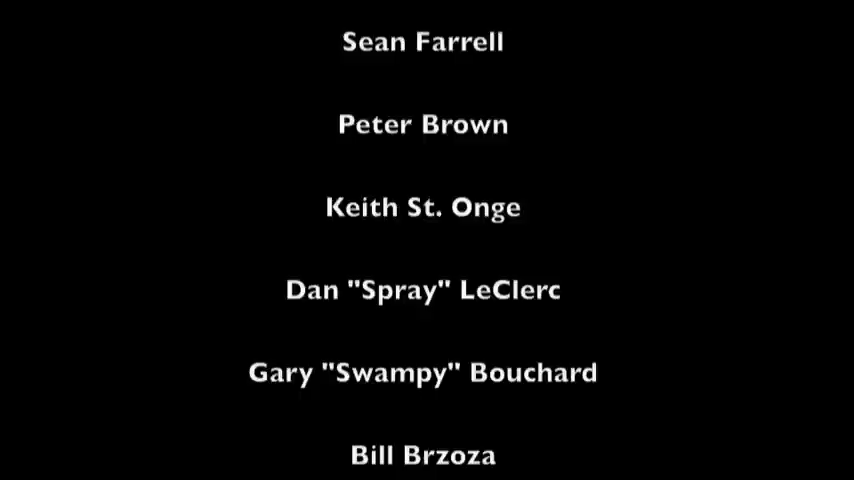 Sean Farrell
Peter Brown
Keith St. Onge
Dan "Spray" LeClerc
Gary "Swampy" Bouchard
Bill Brzoza